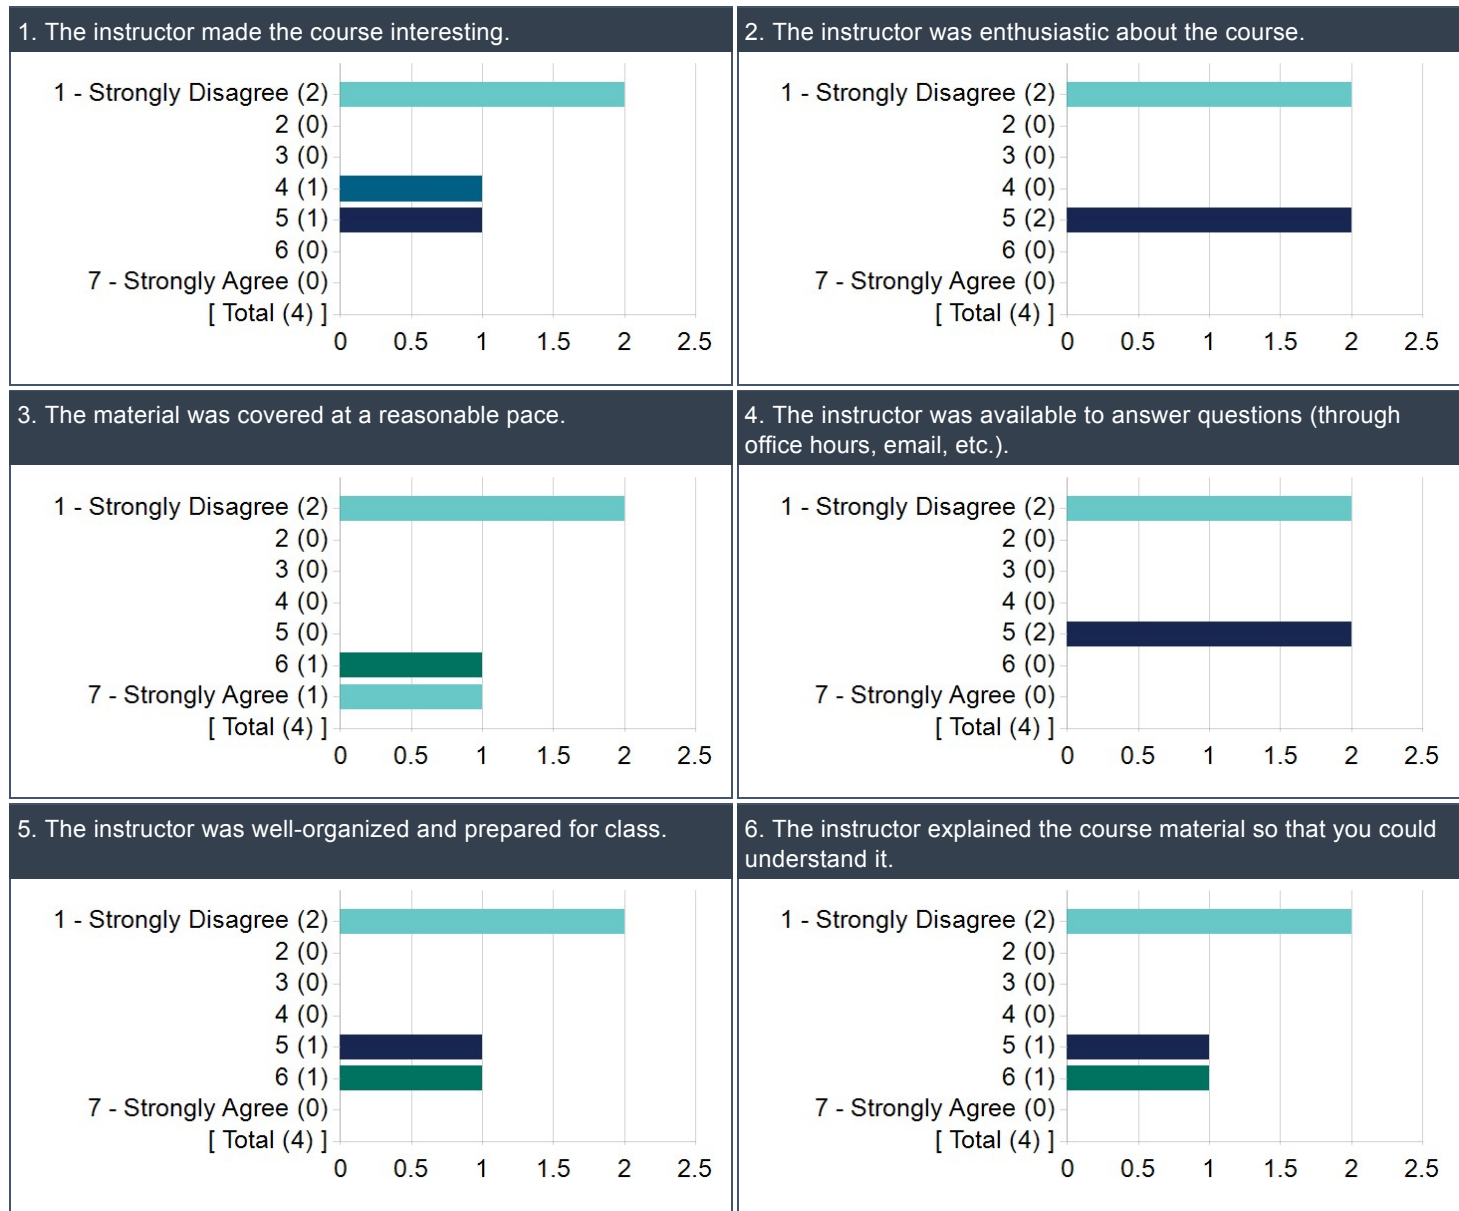 1. The instructor made the course interesting.
1 - Strongly Disagree (2)
2 (0)
3 (0)
4 (1)
5 (1)
6 (0)
7 - Strongly Agree (0)
[ Total (4) ]
0 0.5 1 1.5 2 2.5
2. The instructor was enthusiastic about the course.
1 - Strongly Disagree (2)
2 (0)
3 (0)
4 (0)
5 (2)
6 (0)
7 - Strongly Agree (0)
[ Total (4) ]
0 0.5 1 1.5 2 2.5
3. The material was covered at a reasonable pace.
1 - Strongly Disagree (2)
2 (0)
3 (0)
4 (0)
5 (0)
6 (1)
7 - Strongly Agree (1)
[ Total (4) ]
0 0.5 1 1.5 2 2.5
4. The instructor was available to answer questions (through
office hours, email, etc.).
1 - Strongly Disagree (2)
2 (0)
3 (0)
4 (0)
5 (2)
6 (0)
7 - Strongly Agree (0)
[ Total (4) ]
0 0.5 1 1.5 2 2.5
5. The instructor was well-organized and prepared for class.
1 - Strongly Disagree (2)
2 (0)
3 (0)
4 (0)
5 (1)
6 (1)
7 - Strongly Agree (0)
[ Total (4) ]
0 0.5 1 1.5 2 2.5
6. The instructor explained the course material so that you could
understand it.
1 - Strongly Disagree (2)
2 (0)
3 (0)
4 (0)
5 (1)
6 (1)
7 - Strongly Agree (0)
[ Total (4) ]
0 0.5 1 1.5 2 2.5